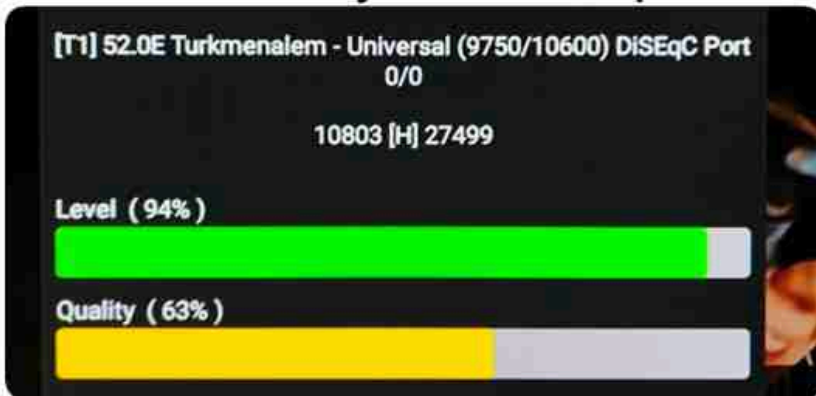 [T1] 52.0E Turkmenalem - Universal (9750/10600) DiSEqC Port
0/0
10803 [H] 27499
Level ( 94% )
Quality ( 63% )